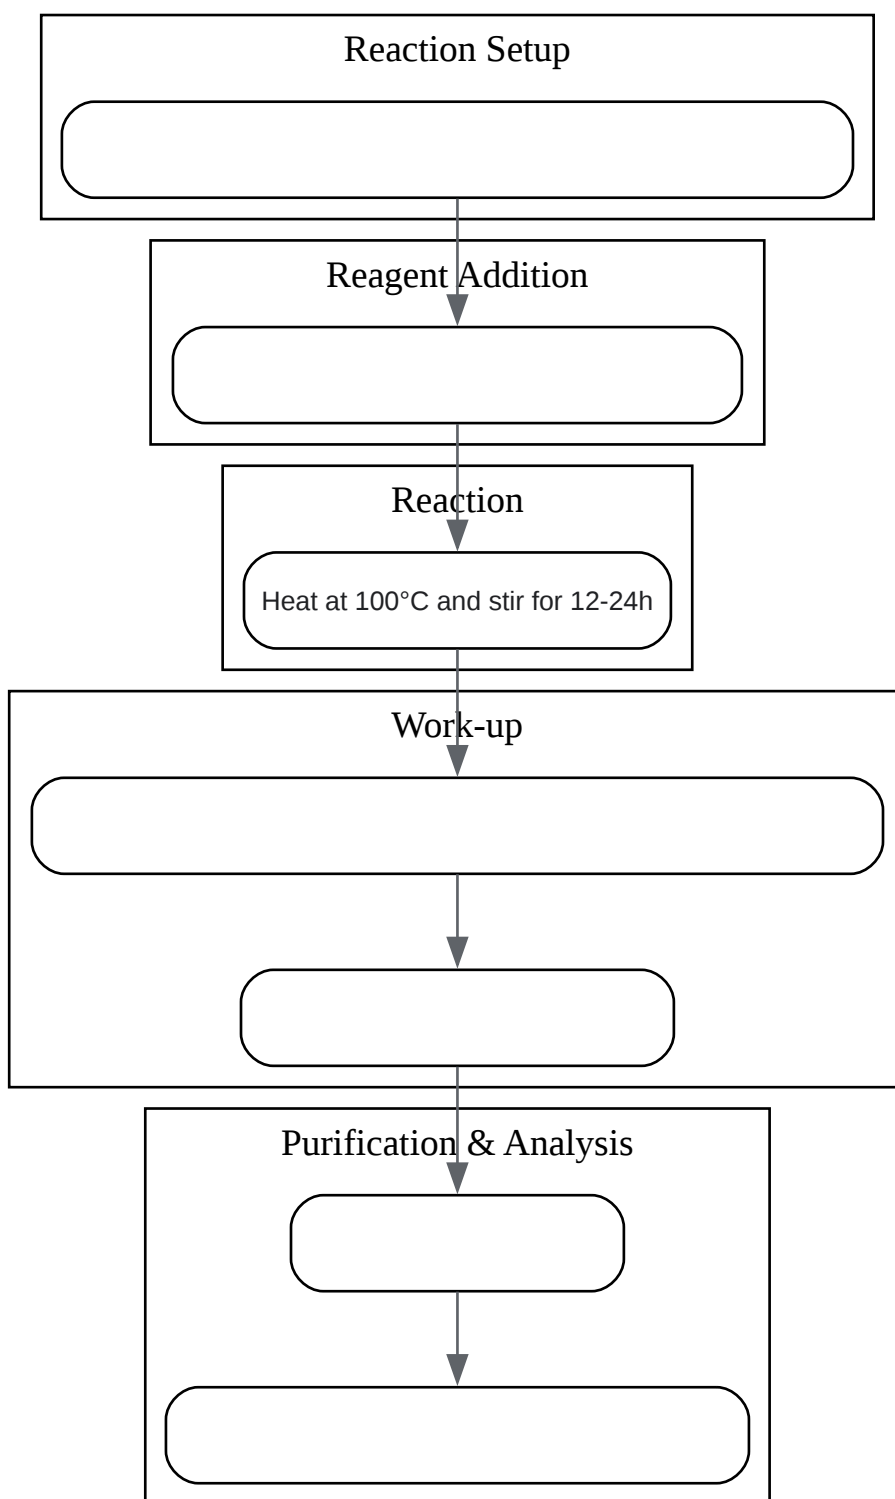 Reaction Setup
Reagent Addition
Reaction
Heat at 100°C and stir for 12-24h
Work-up
Purification & Analysis